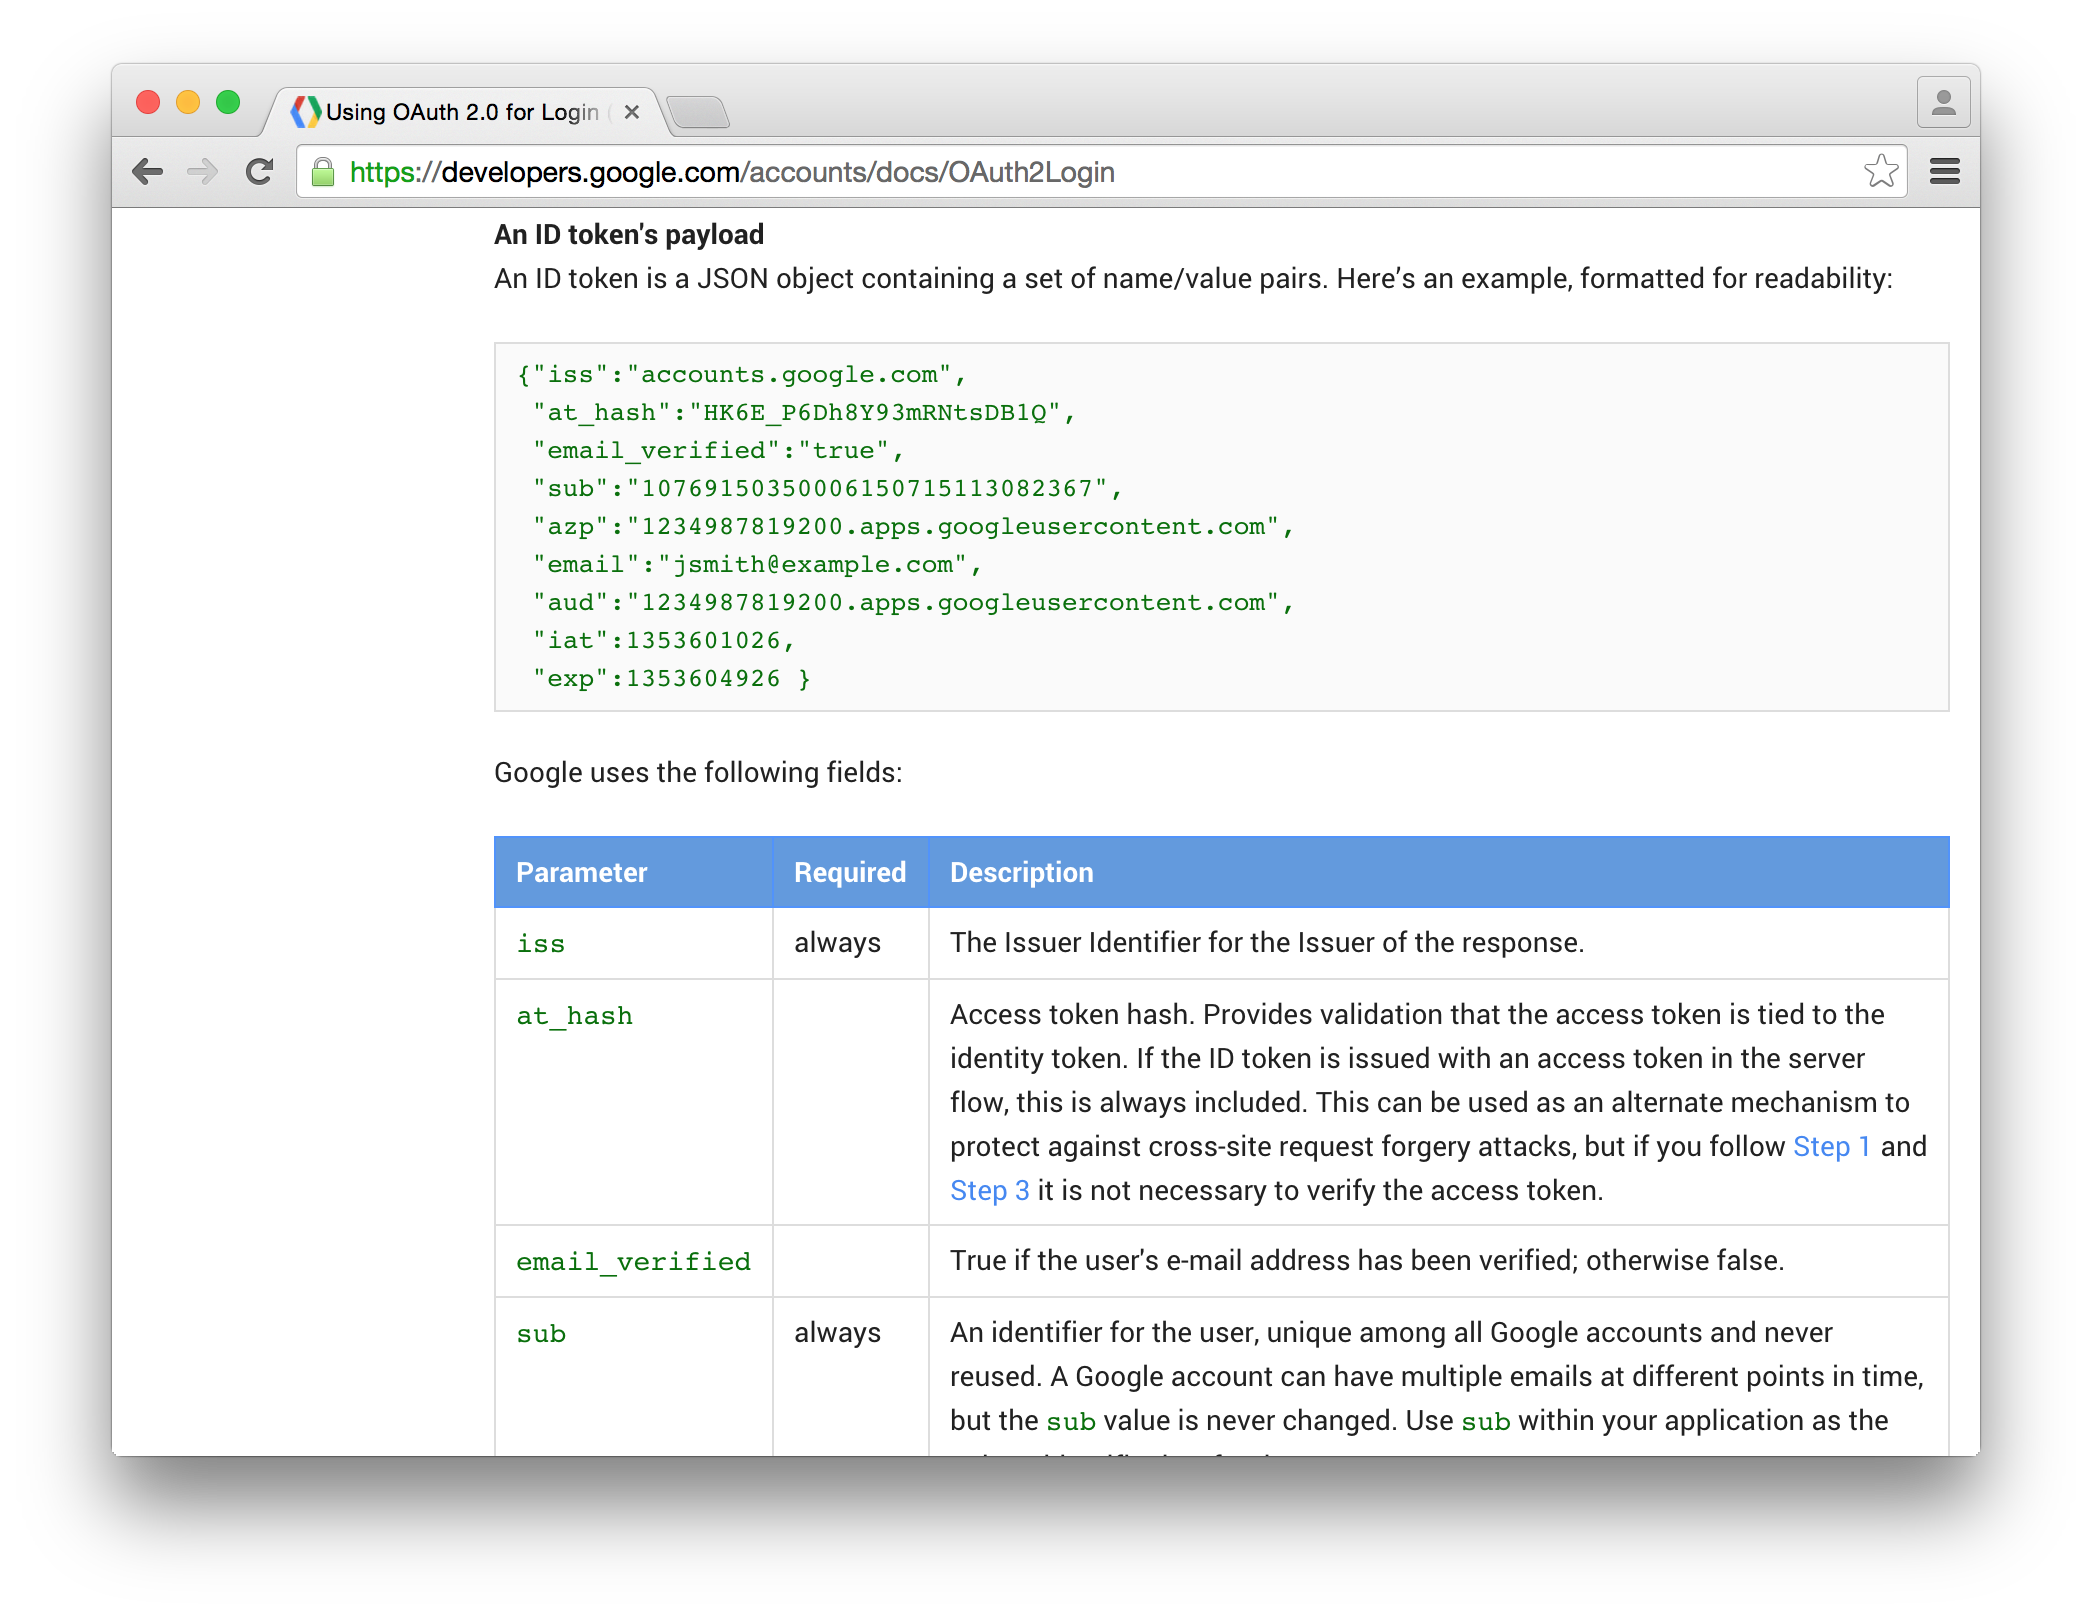 Using OAuth 2.0 for Login
https://developers.google.com/accounts/docs/OAuth2Login
An ID token's payload
An ID token is a JSON object containing a set of name/value pairs. Here’s an example, formatted for readability:
{"iss":"accounts.google.com",
"at_hash":"HK6E_P6Dh8Y93mRNtsDB1Q",
"email_verified":"true",
"sub":"10769150350006150715113082367",
"azp":"1234987819200.apps.googleusercontent.com",
"email":"jsmith@example.com",
"aud":"1234987819200.apps.googleusercontent.com",
"iat":1353601026,
"exp":1353604926 }
Google uses the following fields:
Parameter Required Description
iss always The Issuer Identifier for the Issuer of the response.
at_hash Access token hash. Provides validation that the access token is tied to the
identity token. If the ID token is issued with an access token in the server
flow, this is always included. This can be used as an alternate mechanism to
protect against cross-site request forgery attacks, but if you follow Step 1 and
Step 3 it is not necessary to verify the access token.
email_verified True if the user's e-mail address has been verified; otherwise false.
sub always An identifier for the user, unique among all Google accounts and never
reused. A Google account can have multiple emails at different points in time,
but the sub value is never changed. Use sub within your application as the